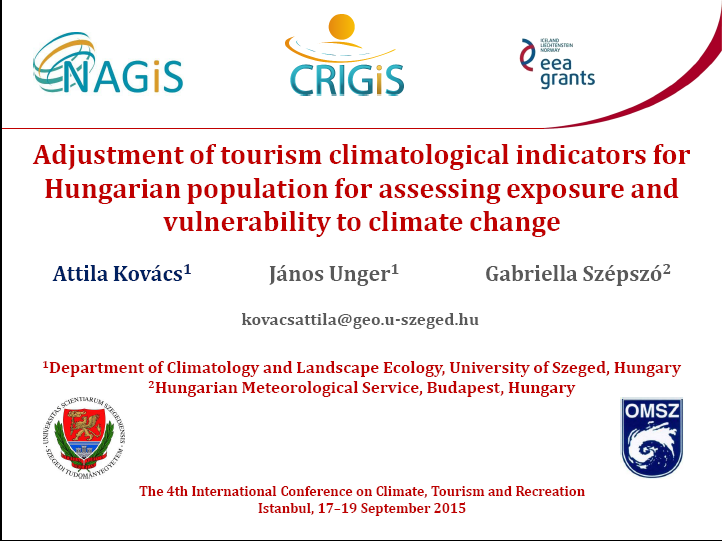 NAGiS
CRIGiS
ICELAND
LIECHTENSTEIN
NORWAY
eea
grants
Adjustment of tourism climatological indicators for
Hungarian population for assessing exposure and
vulnerability to climate change
Attila Kovács¹ János Unger¹ Gabriella Szépszó²
kovacsattila@geo.u-szeged.hu
¹Department of Climatology and Landscape Ecology, University of Szeged, Hungary
²Hungarian Meteorological Service, Budapest, Hungary
UNIVERSITAS SCIENTIARUM SZEGEDIENSIS
SZEGEDI TUDOMÁNYEGYETEM
OMSZ
The 4th International Conference on Climate, Tourism and Recreation
Istanbul, 17–19 September 2015